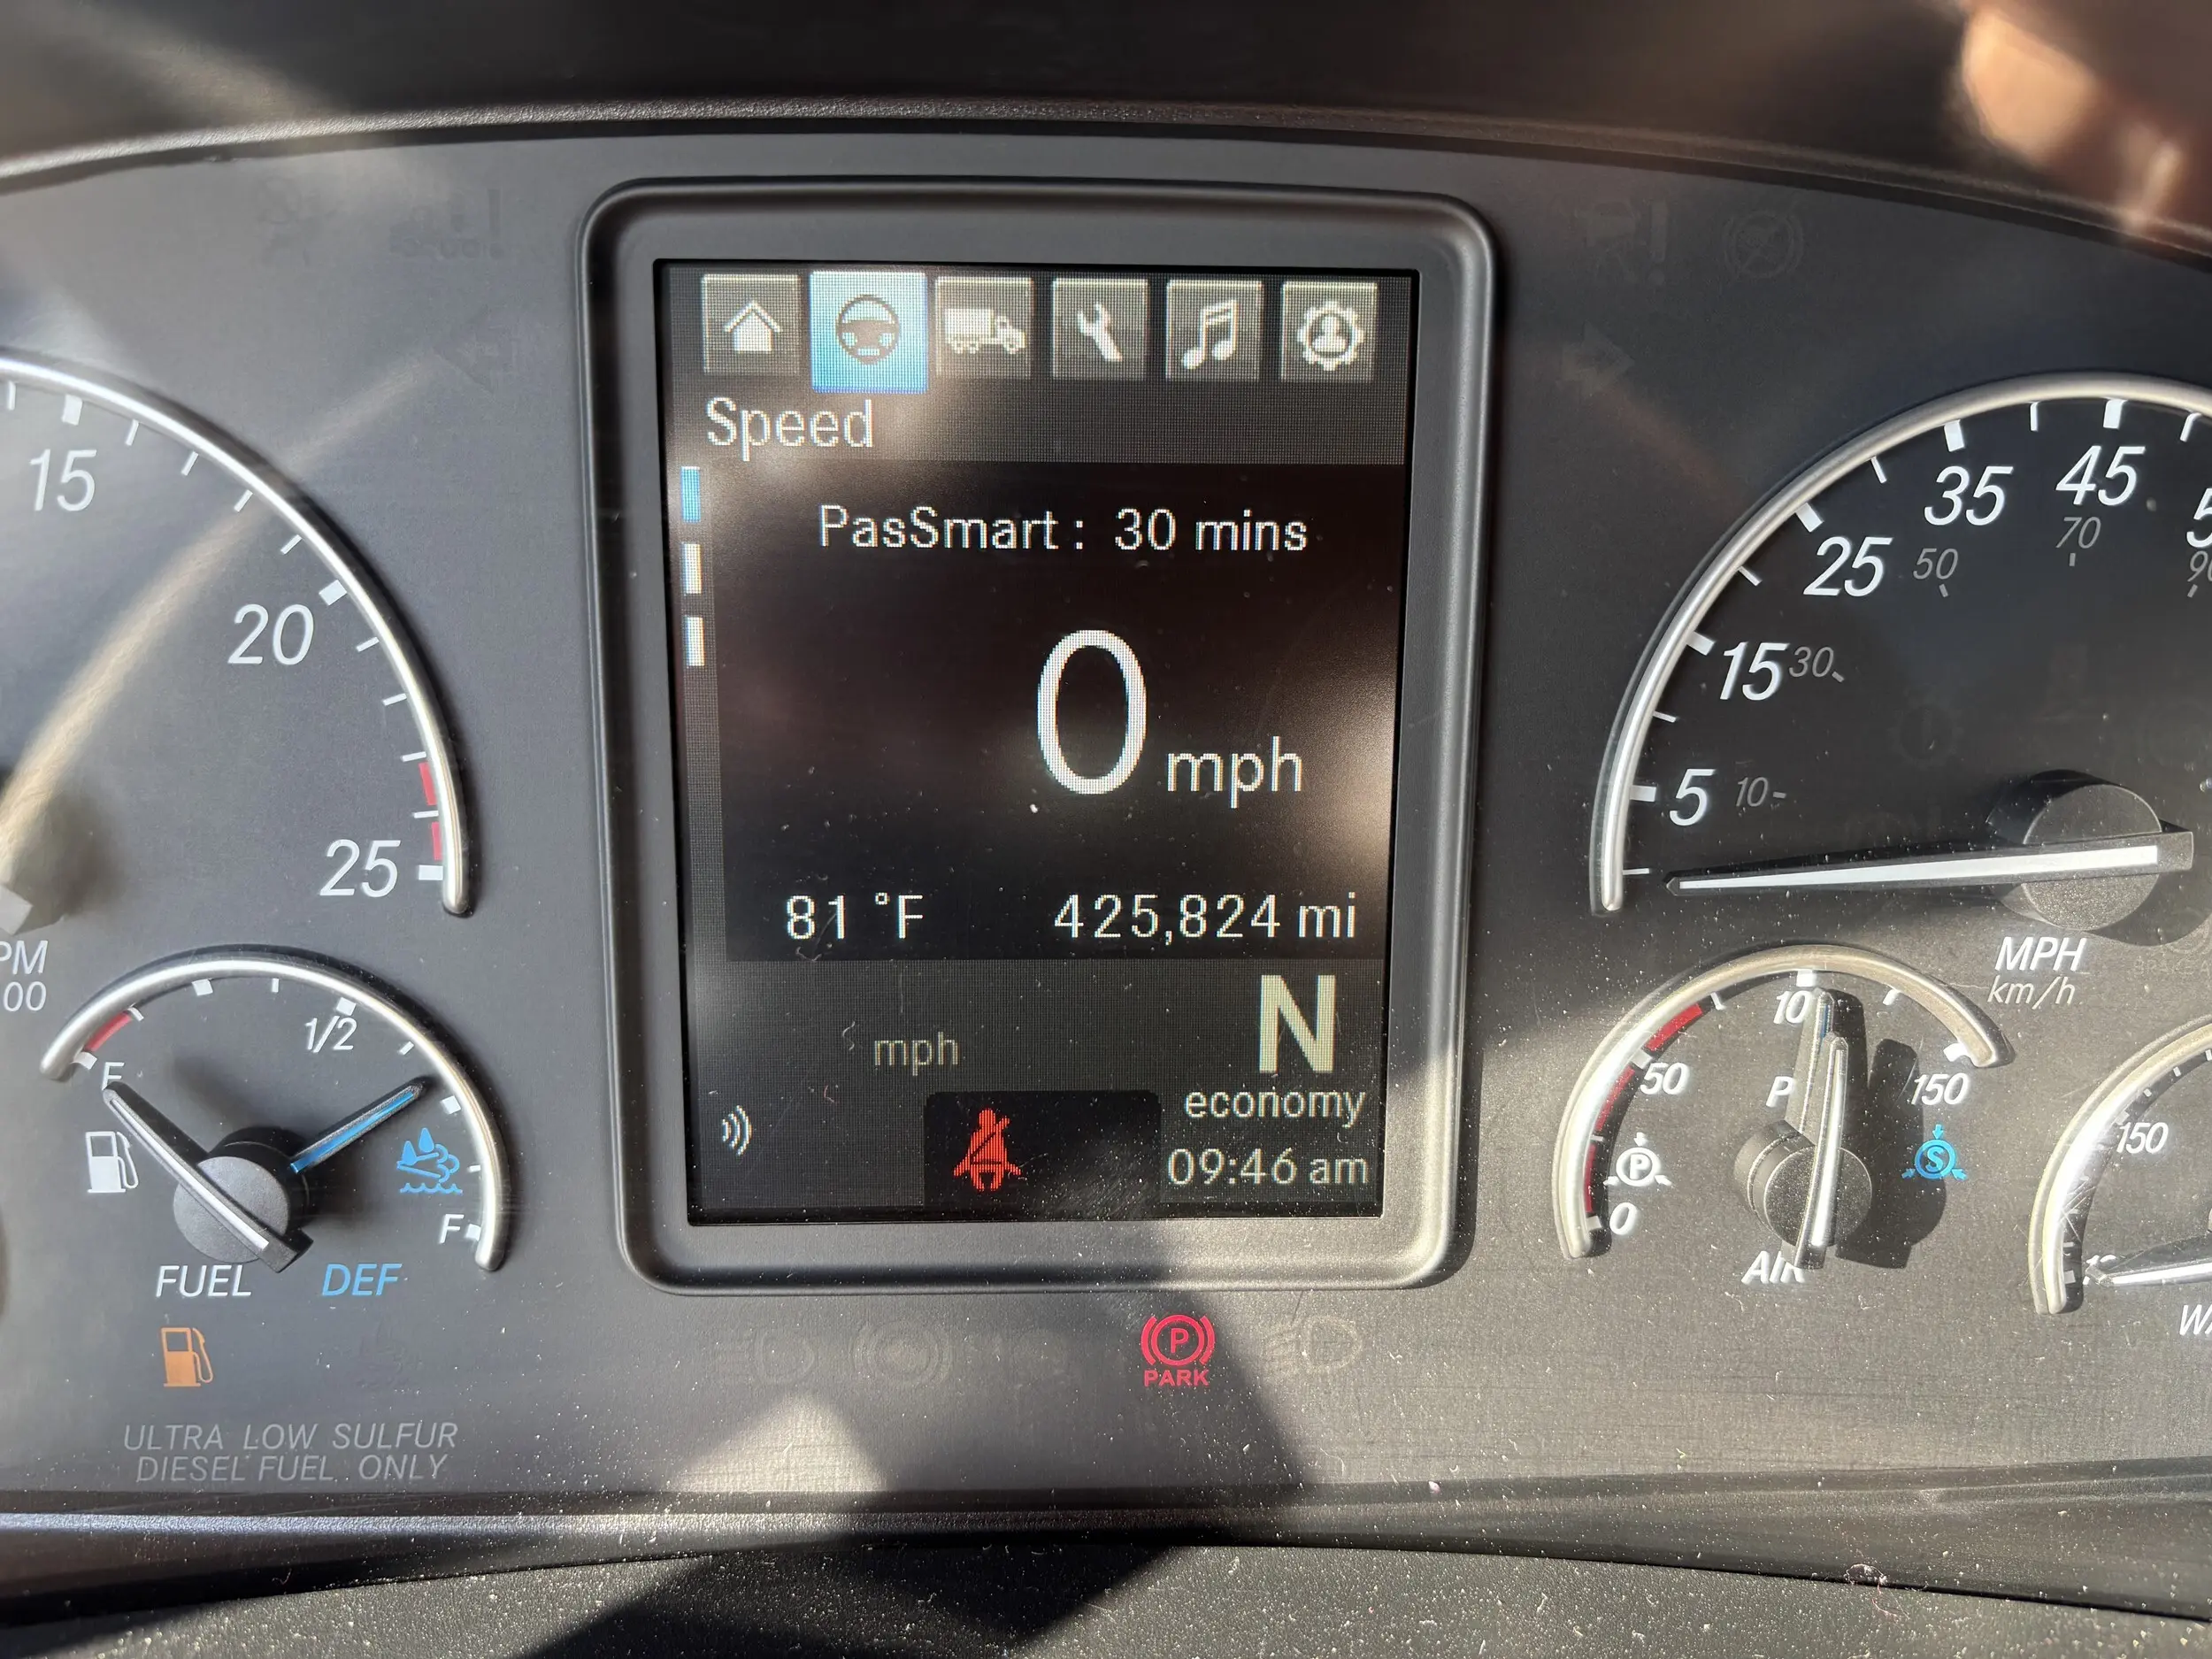 Speed
PasSmart: 30 mins
0 mph
81 °F 425,824 mi
N
mph
economy
09:46 am
15
20
25
E
1/2
F
FUEL DEF
ULTRA LOW SULFUR
DIESEL FUEL ONLY
5
15
25
35
45
10
30
50
70
MPH
km/h
0
50
10
150
P
P
S
AIR
150
P
PARK